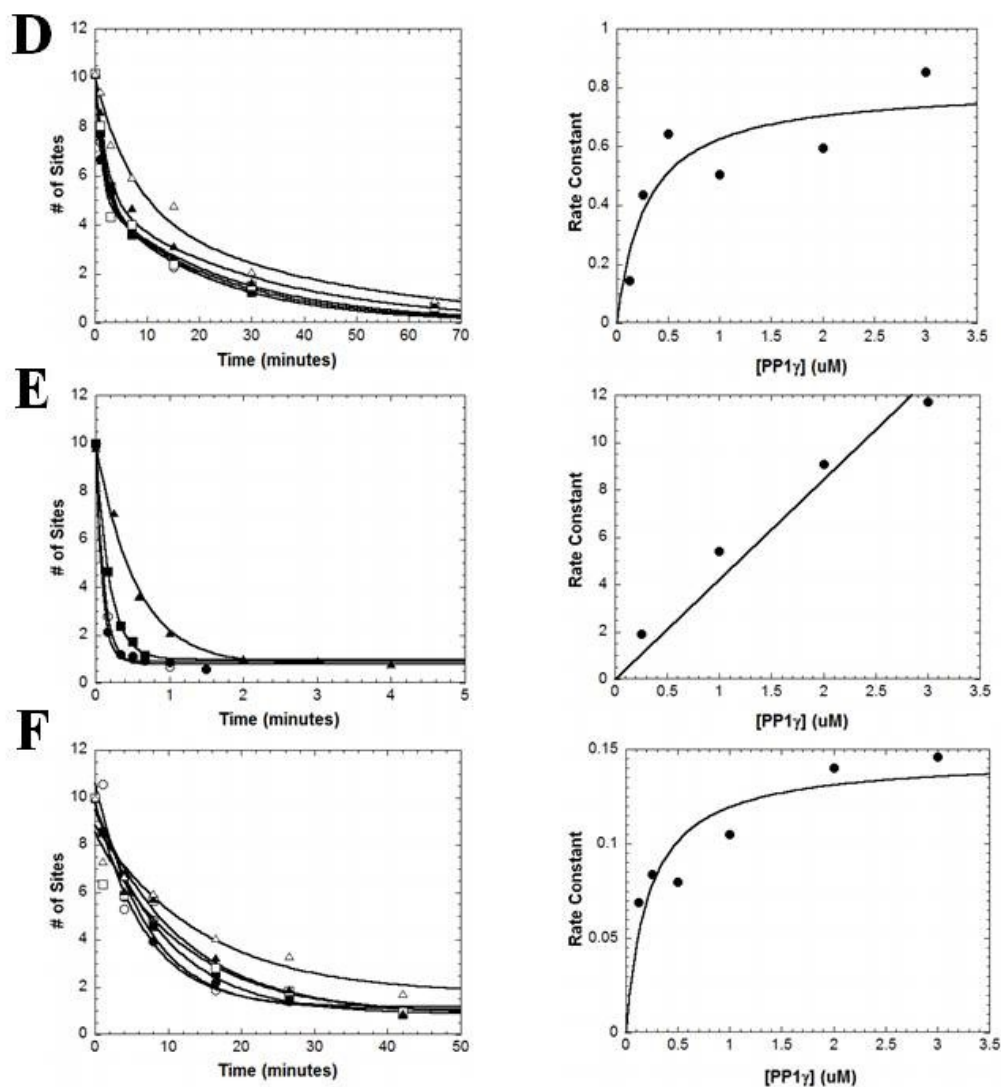 D
12
10
8
6
4
2
0
# of Sites
0 10 20 30 40 50 60 70
Time (minutes)
1
0.8
0.6
0.4
0.2
0
Rate Constant
0 0.5 1 1.5 2 2.5 3 3.5
[PP1γ] (uM)
E
12
10
8
6
4
2
0
# of Sites
0 1 2 3 4 5
Time (minutes)
12
10
8
6
4
2
0
Rate Constant
0 0.5 1 1.5 2 2.5 3 3.5
[PP1γ] (uM)
F
12
10
8
6
4
2
0
# of Sites
0 10 20 30 40 50
Time (minutes)
0.15
0.1
0.05
0
Rate Constant
0 0.5 1 1.5 2 2.5 3 3.5
[PP1γ] (uM)